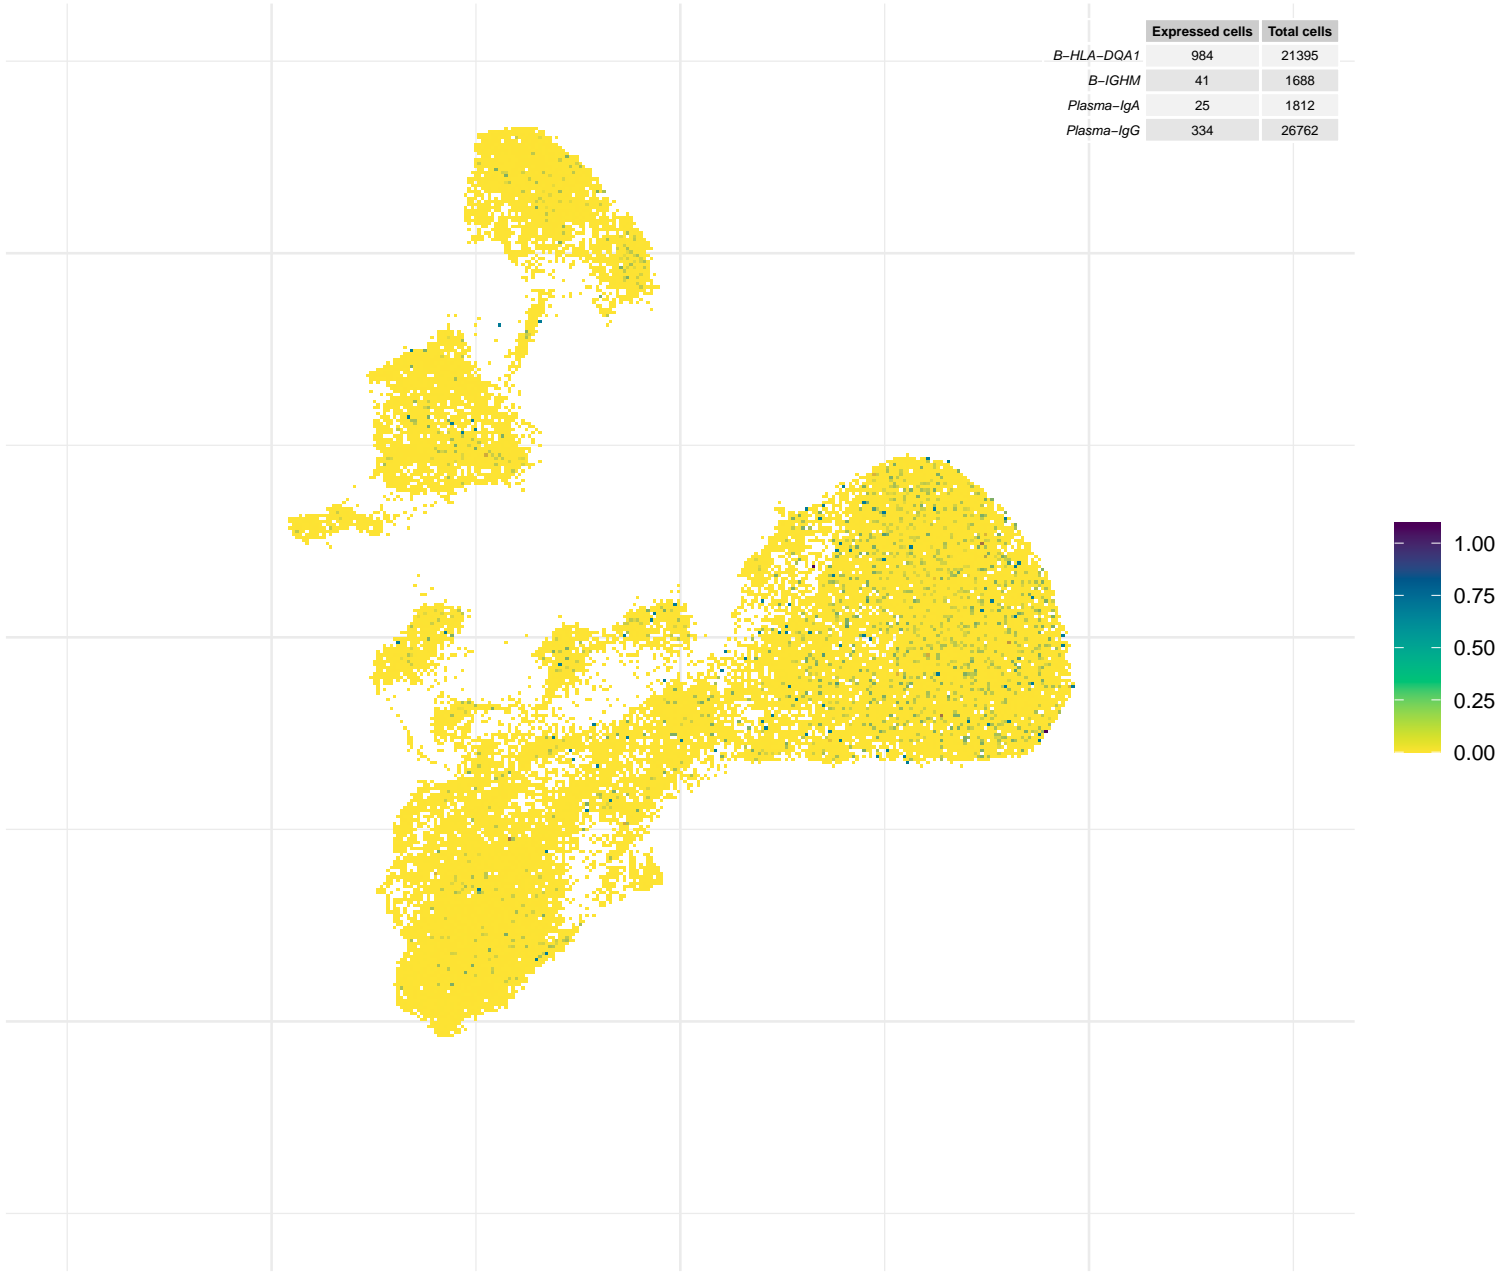 Expressed cells Total cells
B−HLA−DQA1 984 21395
B−IGHM 41 1688
Plasma−IgA 25 1812
Plasma−IgG 334 26762
1.00
0.75
0.50
0.25
0.00